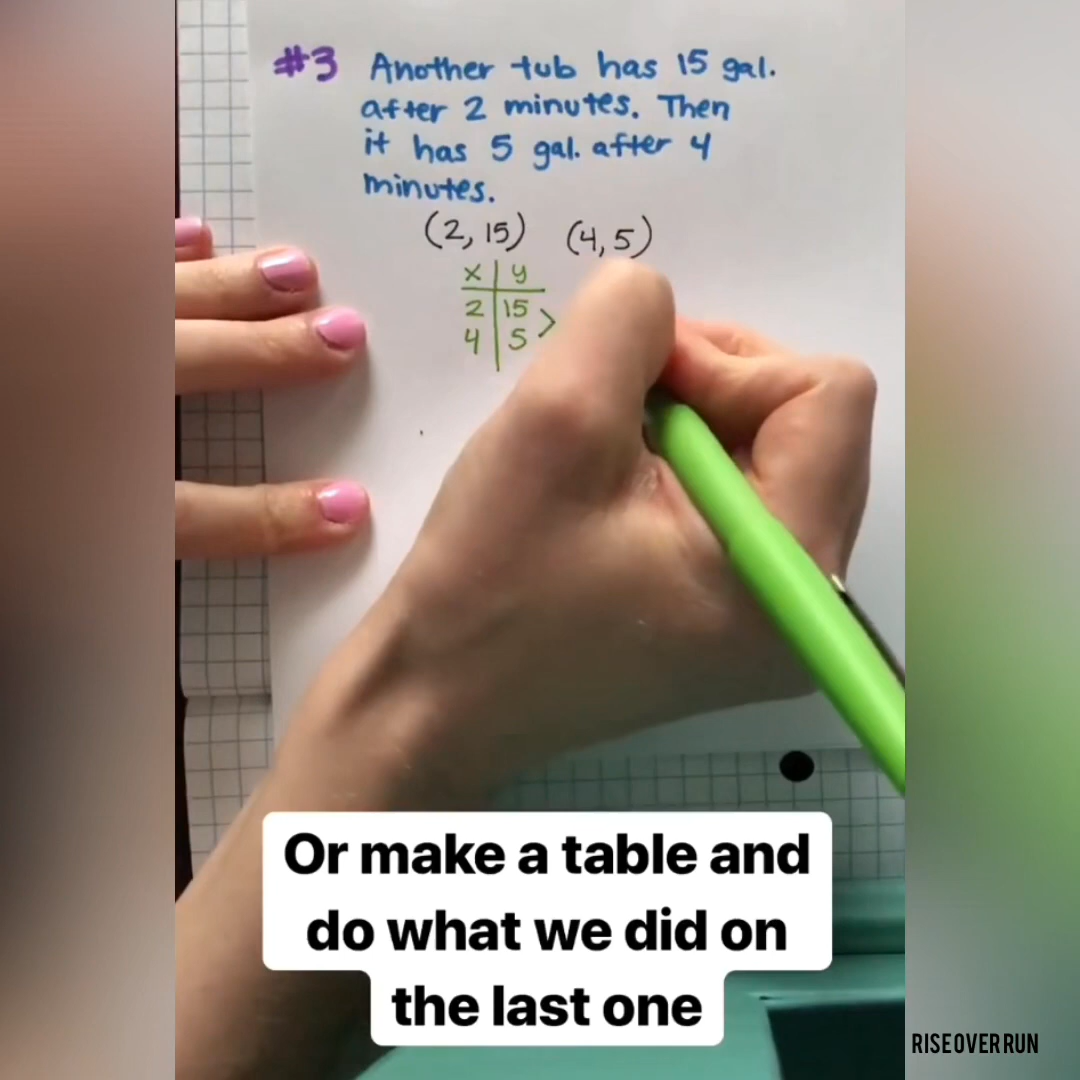 #3 Another tub has 15 gal.
after 2 minutes. Then
it has 5 gal. after 4
minutes.
(2, 15) (4, 5)
x | y
2 | 15 >
4 | 5
Or make a table and
do what we did on
the last one
RISE OVER RUN